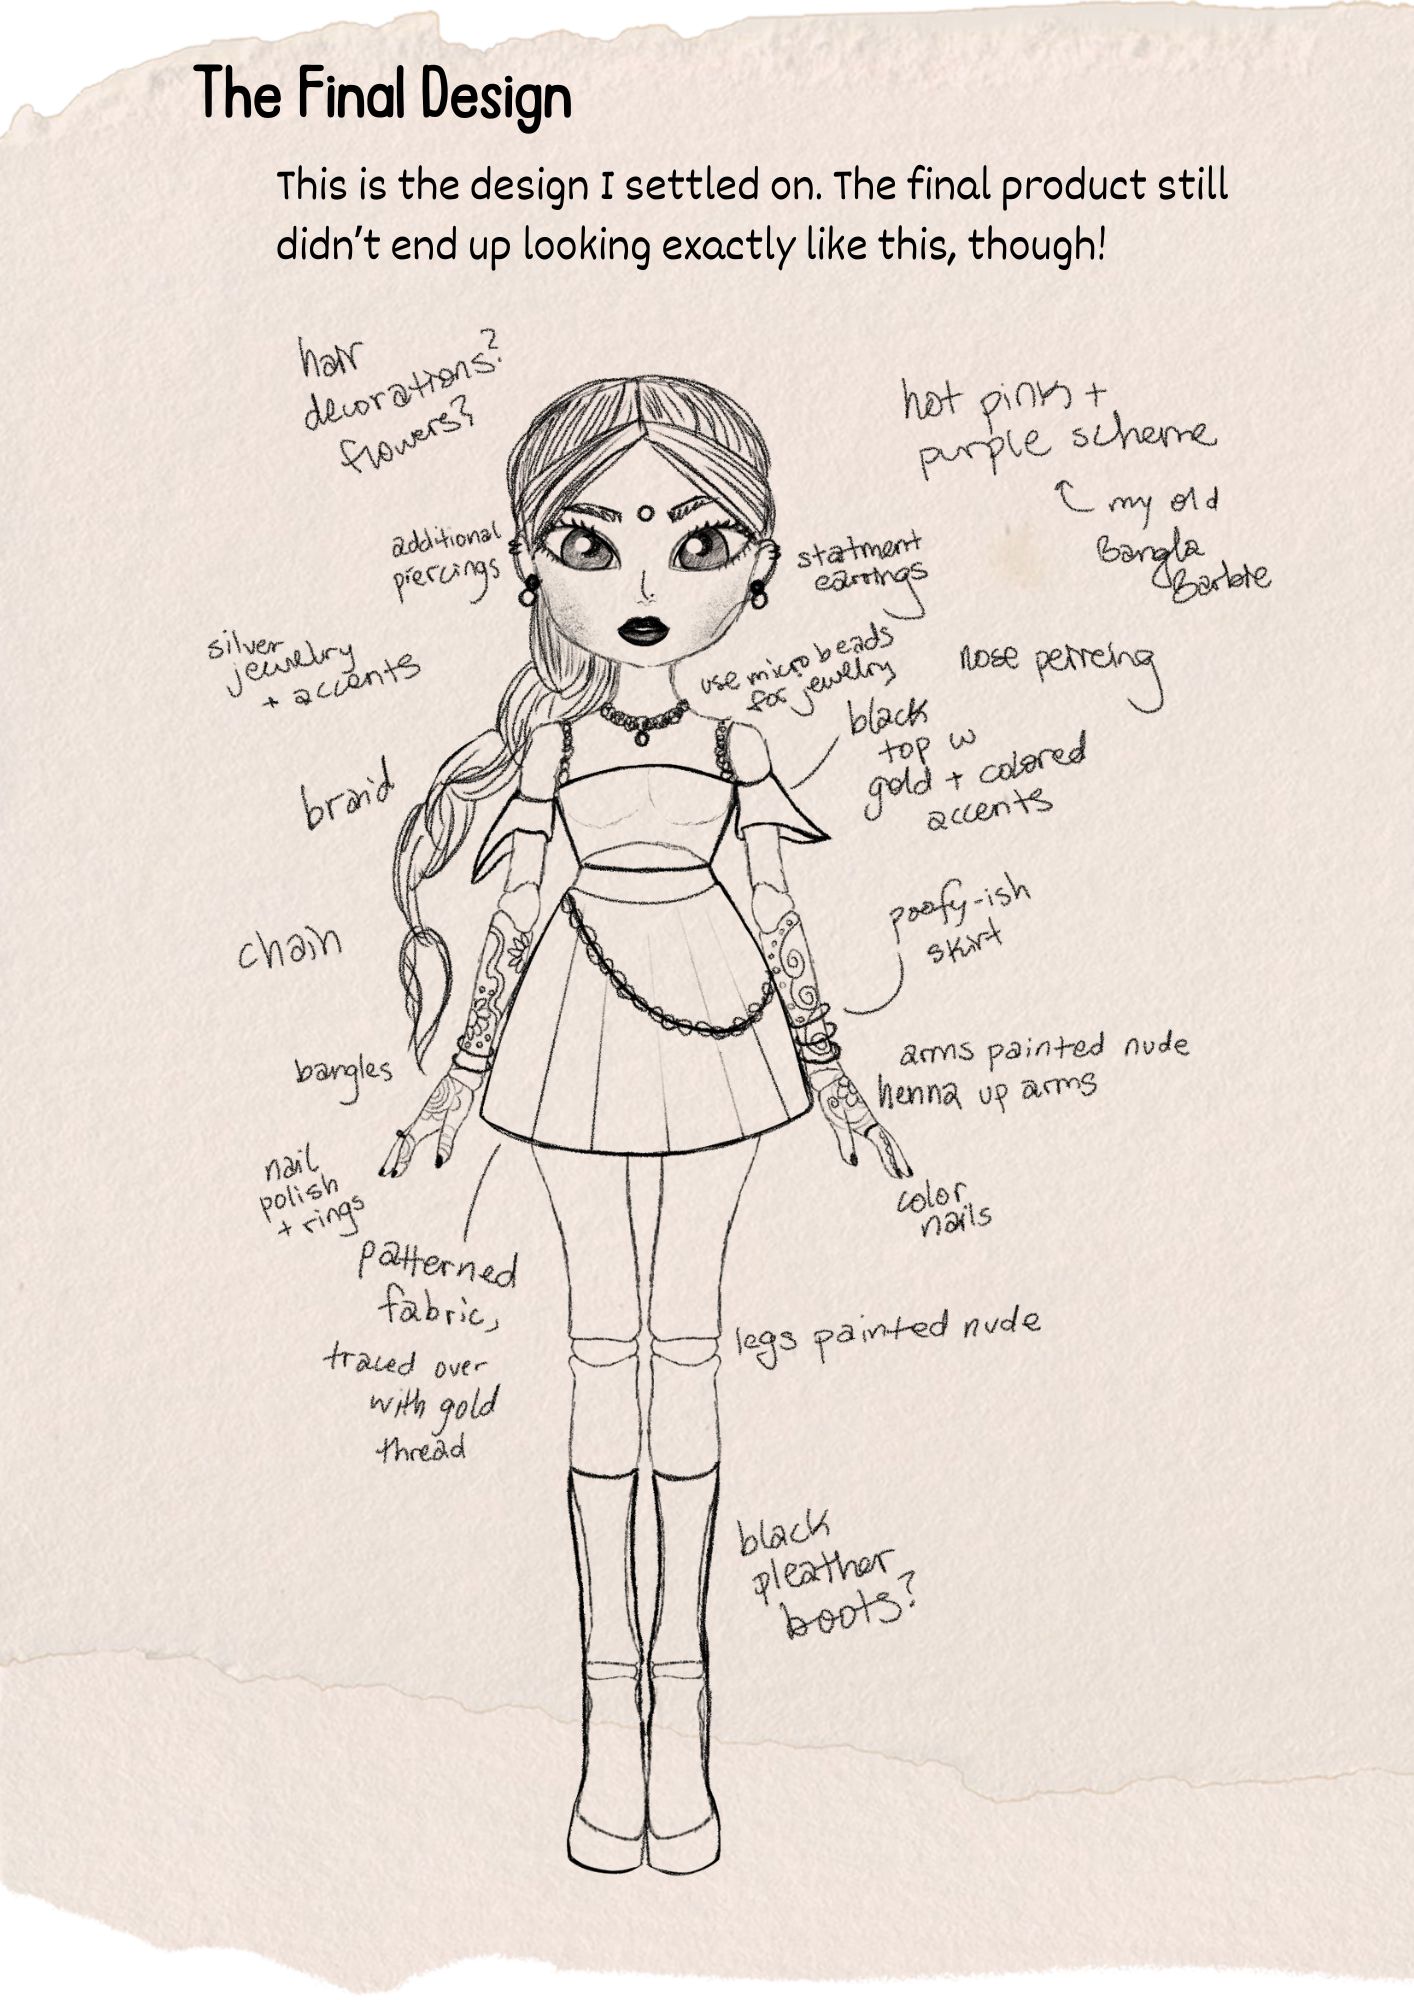 The Final Design
This is the design I settled on. The final product still
didn't end up looking exactly like this, though!
hair
decorations?
flowers?
hot pink +
purple scheme
my old
Bangla
Barbie
additional
piercings
statment
earrings
silver
jewelry
+ accents
use micro beads
for jewelry
nose peircing
black
top w
gold + colored
accents
braid
poofy-ish
skirt
chain
bangles
arms painted nude
henna up arms
nail
polish
+ rings
color
nails
patterned
fabric,
traced over
with gold
thread
legs painted nude
black
pleather
boots?